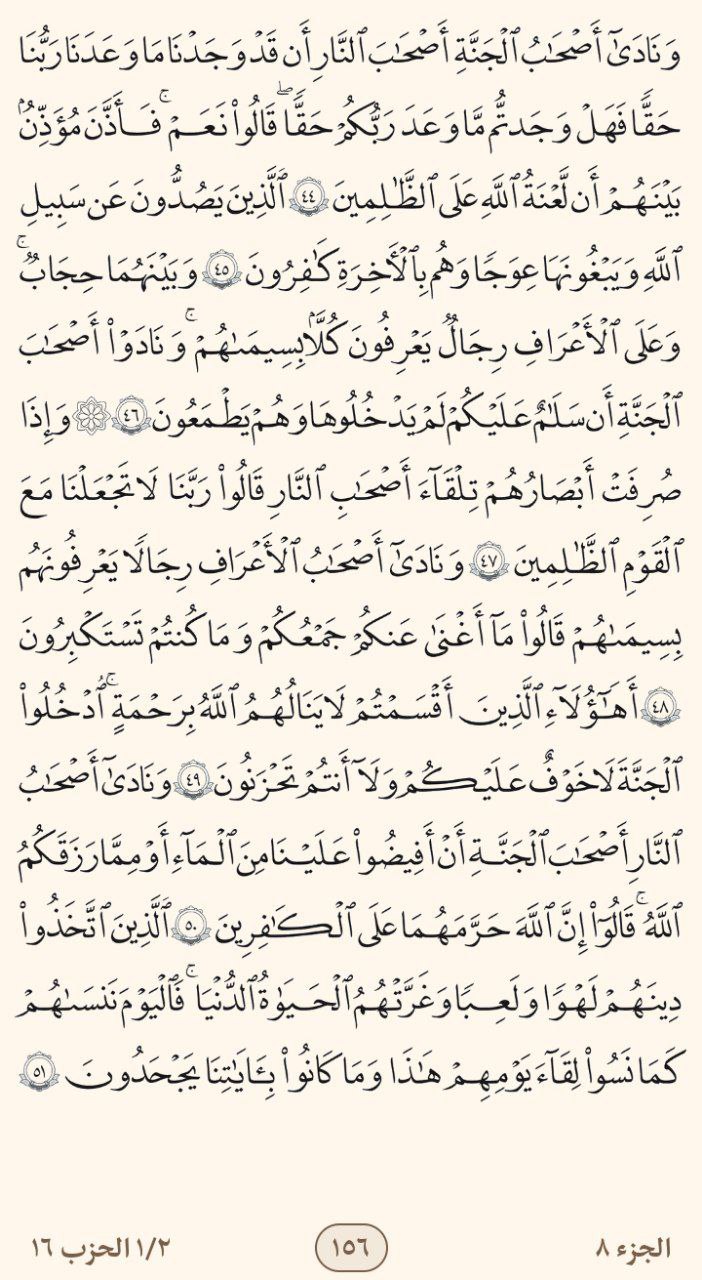 وَنَادَىٰٓ أَصۡحَٰبُ ٱلۡجَنَّةِ أَصۡحَٰبَ ٱلنَّارِ أَن قَدۡ وَجَدۡنَا مَا وَعَدَنَا رَبُّنَا
حَقّٗا فَهَلۡ وَجَدتُّم مَّا وَعَدَ رَبُّكُمۡ حَقّٗاۖ قَالُواْ نَعَمۡۚ فَأَذَّنَ مُؤَذِّنُۢ
بَيۡنَهُمۡ أَن لَّعۡنَةُ ٱللَّهِ عَلَى ٱلظَّٰلِمِينَ ٤٤ ٱلَّذِينَ يَصُدُّونَ عَن سَبِيلِ
ٱللَّهِ وَيَبۡغُونَهَا عِوَجٗا وَهُم بِٱلۡأٓخِرَةِ كَٰفِرُونَ ٤٥ وَبَيۡنَهُمَا حِجَابٞۚ
وَعَلَى ٱلۡأَعۡرَافِ رِجَالٞ يَعۡرِفُونَ كُلَّۢا بِسِيمَىٰهُمۡۚ وَنَادَوۡاْ أَصۡحَٰبَ
ٱلۡجَنَّةِ أَن سَلَٰمٌ عَلَيۡكُمۡۚ لَمۡ يَدۡخُلُوهَا وَهُمۡ يَطۡمَعُونَ ٤٦ ۞ وَإِذَا
صُرِفَتۡ أَبۡصَٰرُهُمۡ تِلۡقَآءَ أَصۡحَٰبِ ٱلنَّارِ قَالُواْ رَبَّنَا لَا تَجۡعَلۡنَا مَعَ
ٱلۡقَوۡمِ ٱلظَّٰلِمِينَ ٤٧ وَنَادَىٰٓ أَصۡحَٰبُ ٱلۡأَعۡرَافِ رِجَالٗا يَعۡرِفُونَهُم
بِسِيمَىٰهُمۡ قَالُواْ مَآ أَغۡنَىٰ عَنكُمۡ جَمۡعُكُمۡ وَمَا كُنتُمۡ تَسۡتَكۡبِرُونَ
٤٨ أَهَٰٓؤُلَآءِ ٱلَّذِينَ أَقۡسَمۡتُمۡ لَا يَنَالُهُمُ ٱللَّهُ بِرَحۡمَةٍۚ ٱدۡخُلُواْ
ٱلۡجَنَّةَ لَا خَوۡفٌ عَلَيۡكُمۡ وَلَآ أَنتُمۡ تَحۡزَنُونَ ٤٩ وَنَادَىٰٓ أَصۡحَٰبُ
ٱلنَّارِ أَصۡحَٰبَ ٱلۡجَنَّةِ أَنۡ أَفِيضُواْ عَلَيۡنَا مِنَ ٱلۡمَآءِ أَوۡ مِمَّا رَزَقَكُمُ
ٱللَّهُۚ قَالُوٓاْ إِنَّ ٱللَّهَ حَرَّمَهُمَا عَلَى ٱلۡكَٰفِرِينَ ٥٠ ٱلَّذِينَ ٱتَّخَذُواْ
دِينَهُمۡ لَهۡوٗا وَلَعِبٗا وَغَرَّتۡهُمُ ٱلۡحَيَوٰةُ ٱلدُّنۡيَاۚ فَٱلۡيَوۡمَ نَنسَىٰهُمۡ
كَمَا نَسُواْ لِقَآءَ يَوۡمِهِمۡ هَٰذَا وَمَا كَانُواْ بِـَٔايَٰتِنَا يَجۡحَدُونَ ٥١
الجزء ٨
١٥٦
١/٢ الحزب ١٦